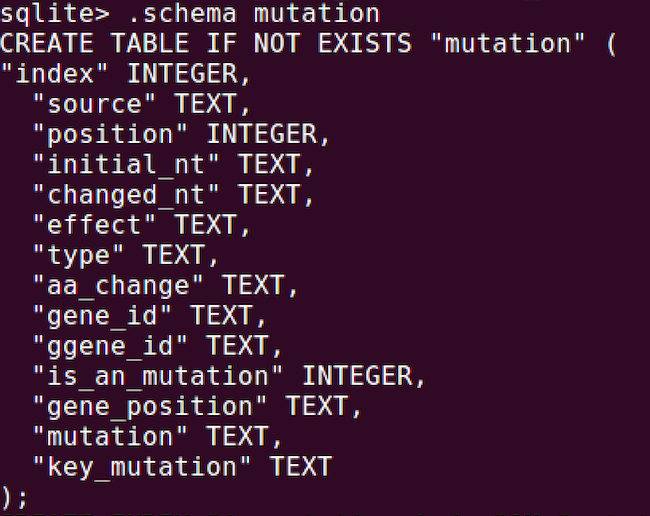 sqlite> .schema mutation
CREATE TABLE IF NOT EXISTS "mutation" (
"index" INTEGER,
  "source" TEXT,
  "position" INTEGER,
  "initial_nt" TEXT,
  "changed_nt" TEXT,
  "effect" TEXT,
  "type" TEXT,
  "aa_change" TEXT,
  "gene_id" TEXT,
  "ggene_id" TEXT,
  "is_an_mutation" INTEGER,
  "gene_position" TEXT,
  "mutation" TEXT,
  "key_mutation" TEXT
);